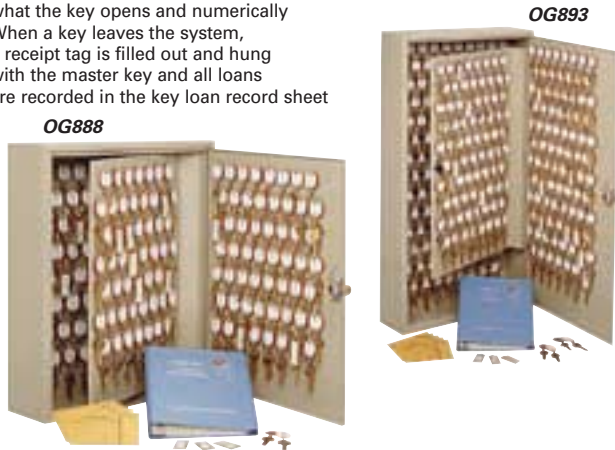 what the key opens and numerically
When a key leaves the system,
receipt tag is filled out and hung
with the master key and all loans
are recorded in the key loan record sheet
OG893
OG888